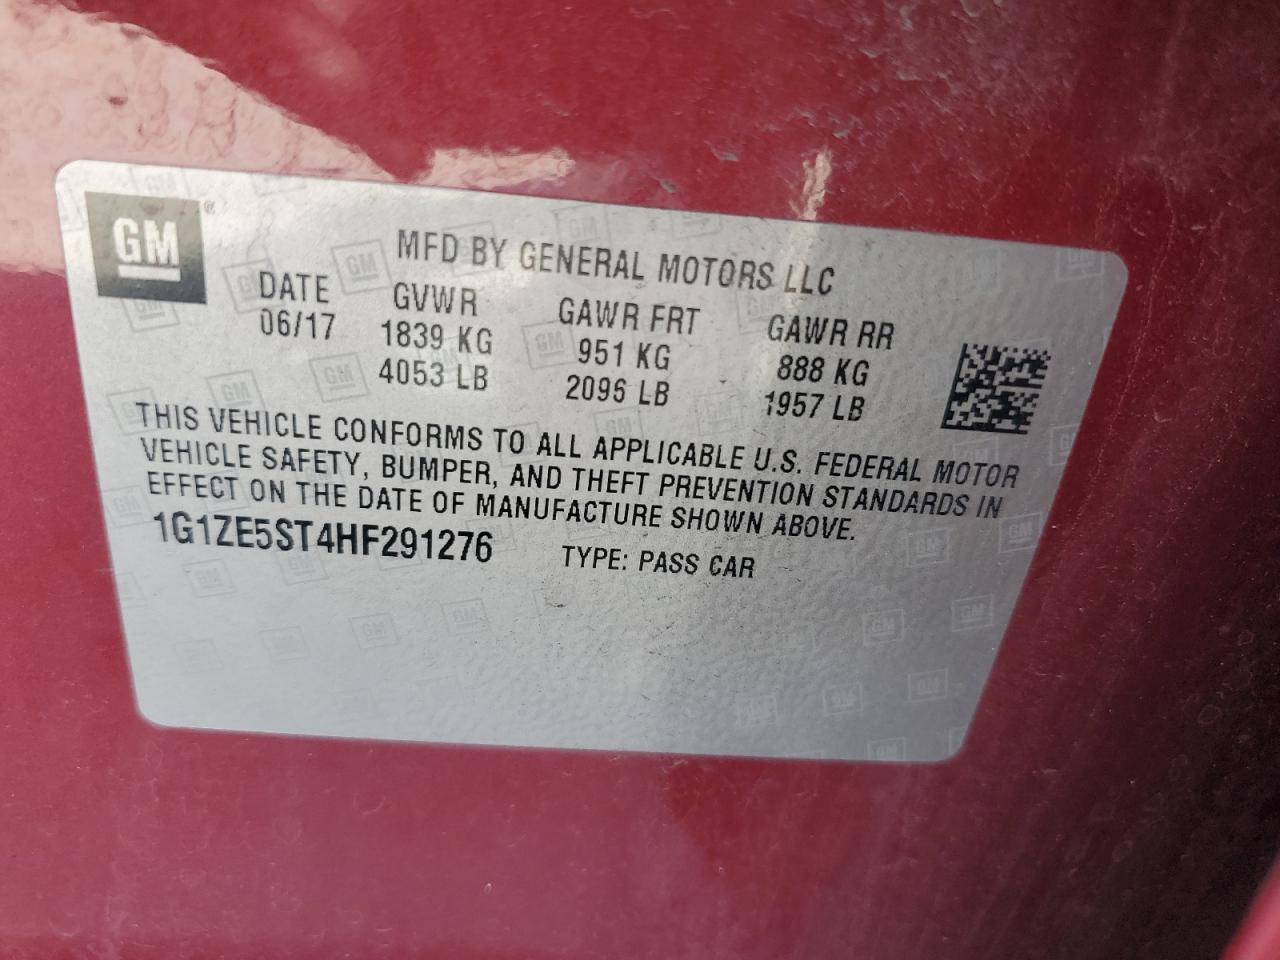 GM
MFD BY GENERAL MOTORS LLC
DATE GVWR GAWR FRT GAWR RR
06/17 1839 KG 951 KG 888 KG
4053 LB 2096 LB 1957 LB
THIS VEHICLE CONFORMS TO ALL APPLICABLE U.S. FEDERAL MOTOR
VEHICLE SAFETY, BUMPER, AND THEFT PREVENTION STANDARDS IN
EFFECT ON THE DATE OF MANUFACTURE SHOWN ABOVE.
1G1ZE5ST4HF291276 TYPE: PASS CAR